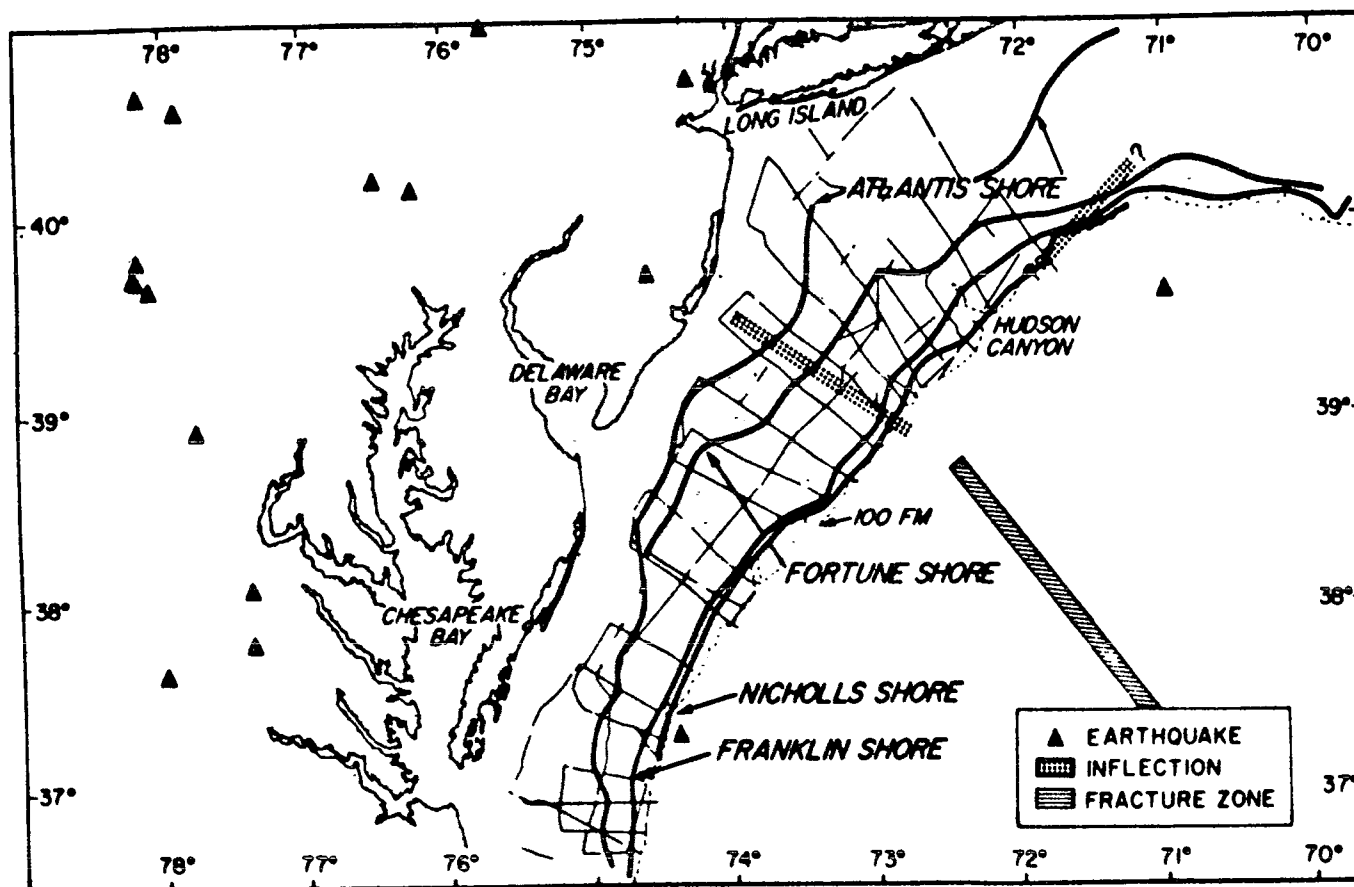 78° 77° 76° 75° 72° 71° 70°
LONG ISLAND
ATLANTIS SHORE
?
40°
HUDSON
CANYON
DELAWARE
BAY
39° 39°
100 FM
FORTUNE SHORE
38° 38°
CHESAPEAKE
BAY
NICHOLLS SHORE
FRANKLIN SHORE
EARTHQUAKE
INFLECTION
FRACTURE ZONE
37° 37°
78° 77° 76° 74° 73° 72° 71° 70°